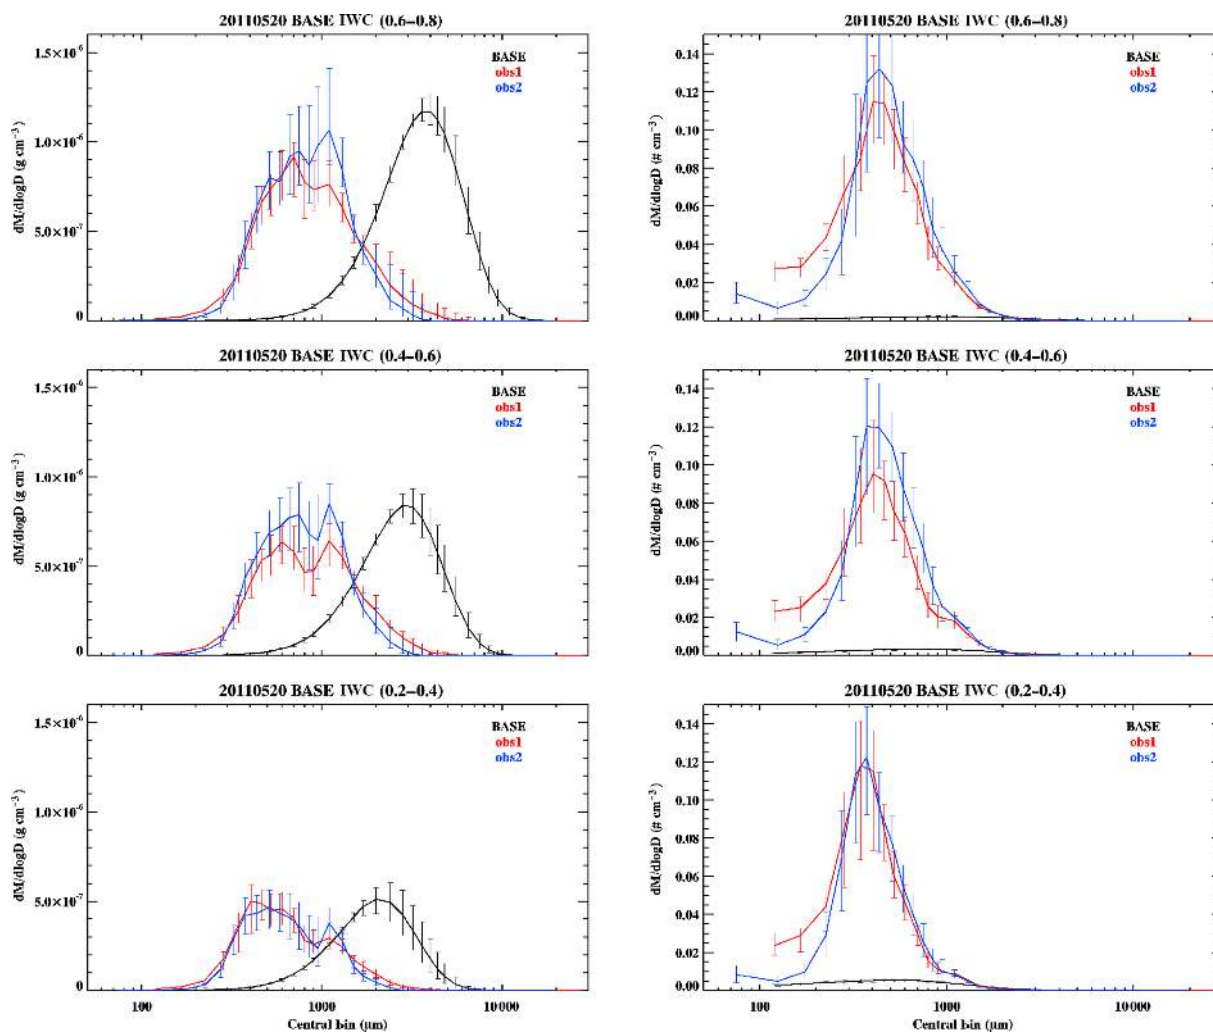 20110520 BASE IWC (0.6−0.8)
1.5×10⁻⁶
1.0×10⁻⁶
5.0×10⁻⁷
0
dM/dlogD (g cm⁻³)
BASE
obs1
obs2
20110520 BASE IWC (0.6−0.8)
0.14
0.12
0.10
0.08
0.06
0.04
0.02
0.00
dM/dlogD (# cm⁻³)
BASE
obs1
obs2
20110520 BASE IWC (0.4−0.6)
1.5×10⁻⁶
1.0×10⁻⁶
5.0×10⁻⁷
0
dM/dlogD (g cm⁻³)
BASE
obs1
obs2
20110520 BASE IWC (0.4−0.6)
0.14
0.12
0.10
0.08
0.06
0.04
0.02
0.00
dM/dlogD (# cm⁻³)
BASE
obs1
obs2
20110520 BASE IWC (0.2−0.4)
1.5×10⁻⁶
1.0×10⁻⁶
5.0×10⁻⁷
0
dM/dlogD (g cm⁻³)
BASE
obs1
obs2
100 1000 10000
Central bin (μm)
20110520 BASE IWC (0.2−0.4)
0.14
0.12
0.10
0.08
0.06
0.04
0.02
0.00
dM/dlogD (# cm⁻³)
BASE
obs1
obs2
100 1000 10000
Central bin (μm)